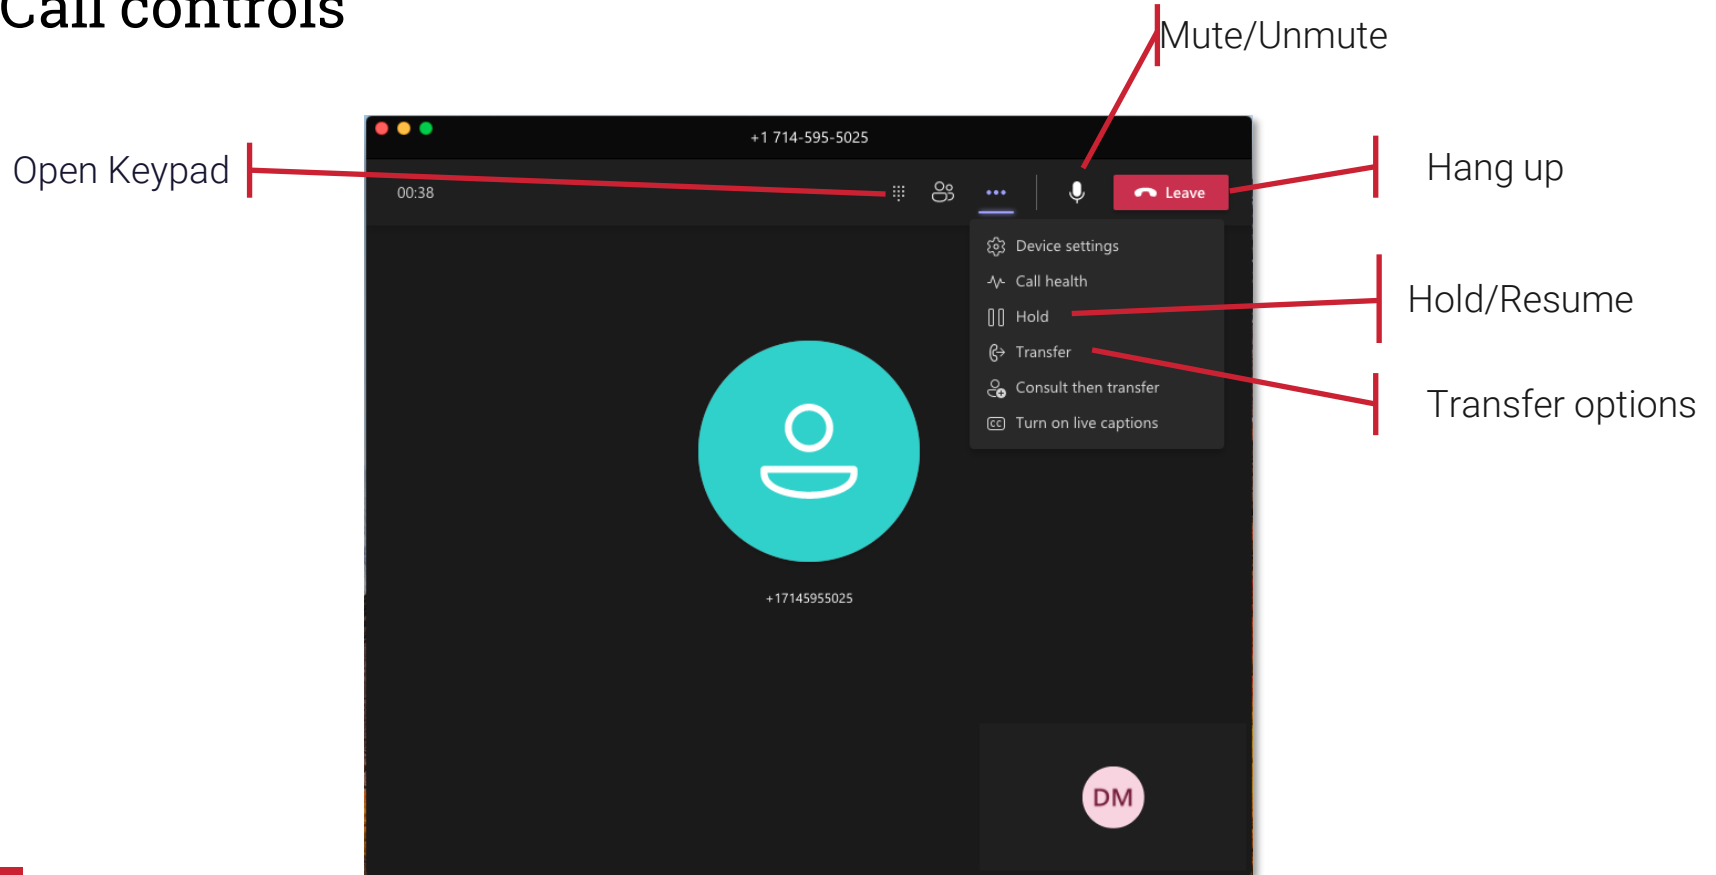 Call controls
Mute/Unmute
+1 714-595-5025
Open Keypad
Hang up
00:38
Leave
Device settings
Call health
Hold
Hold/Resume
Transfer
Consult then transfer
Transfer options
Turn on live captions
+17145955025
DM